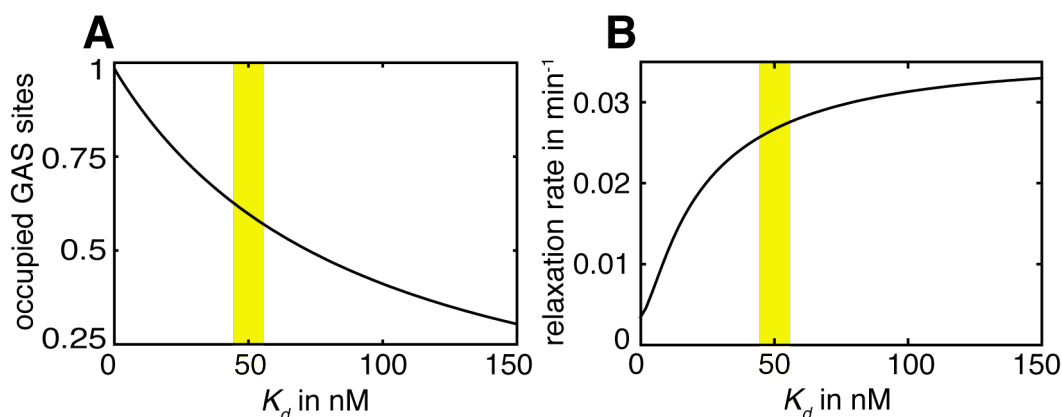 A
B
occupied GAS sites
1
0.75
0.5
0.25
0
50
100
150
K_d in nM
relaxation rate in min⁻¹
0.03
0.02
0.01
0
0
50
100
150
K_d in nM